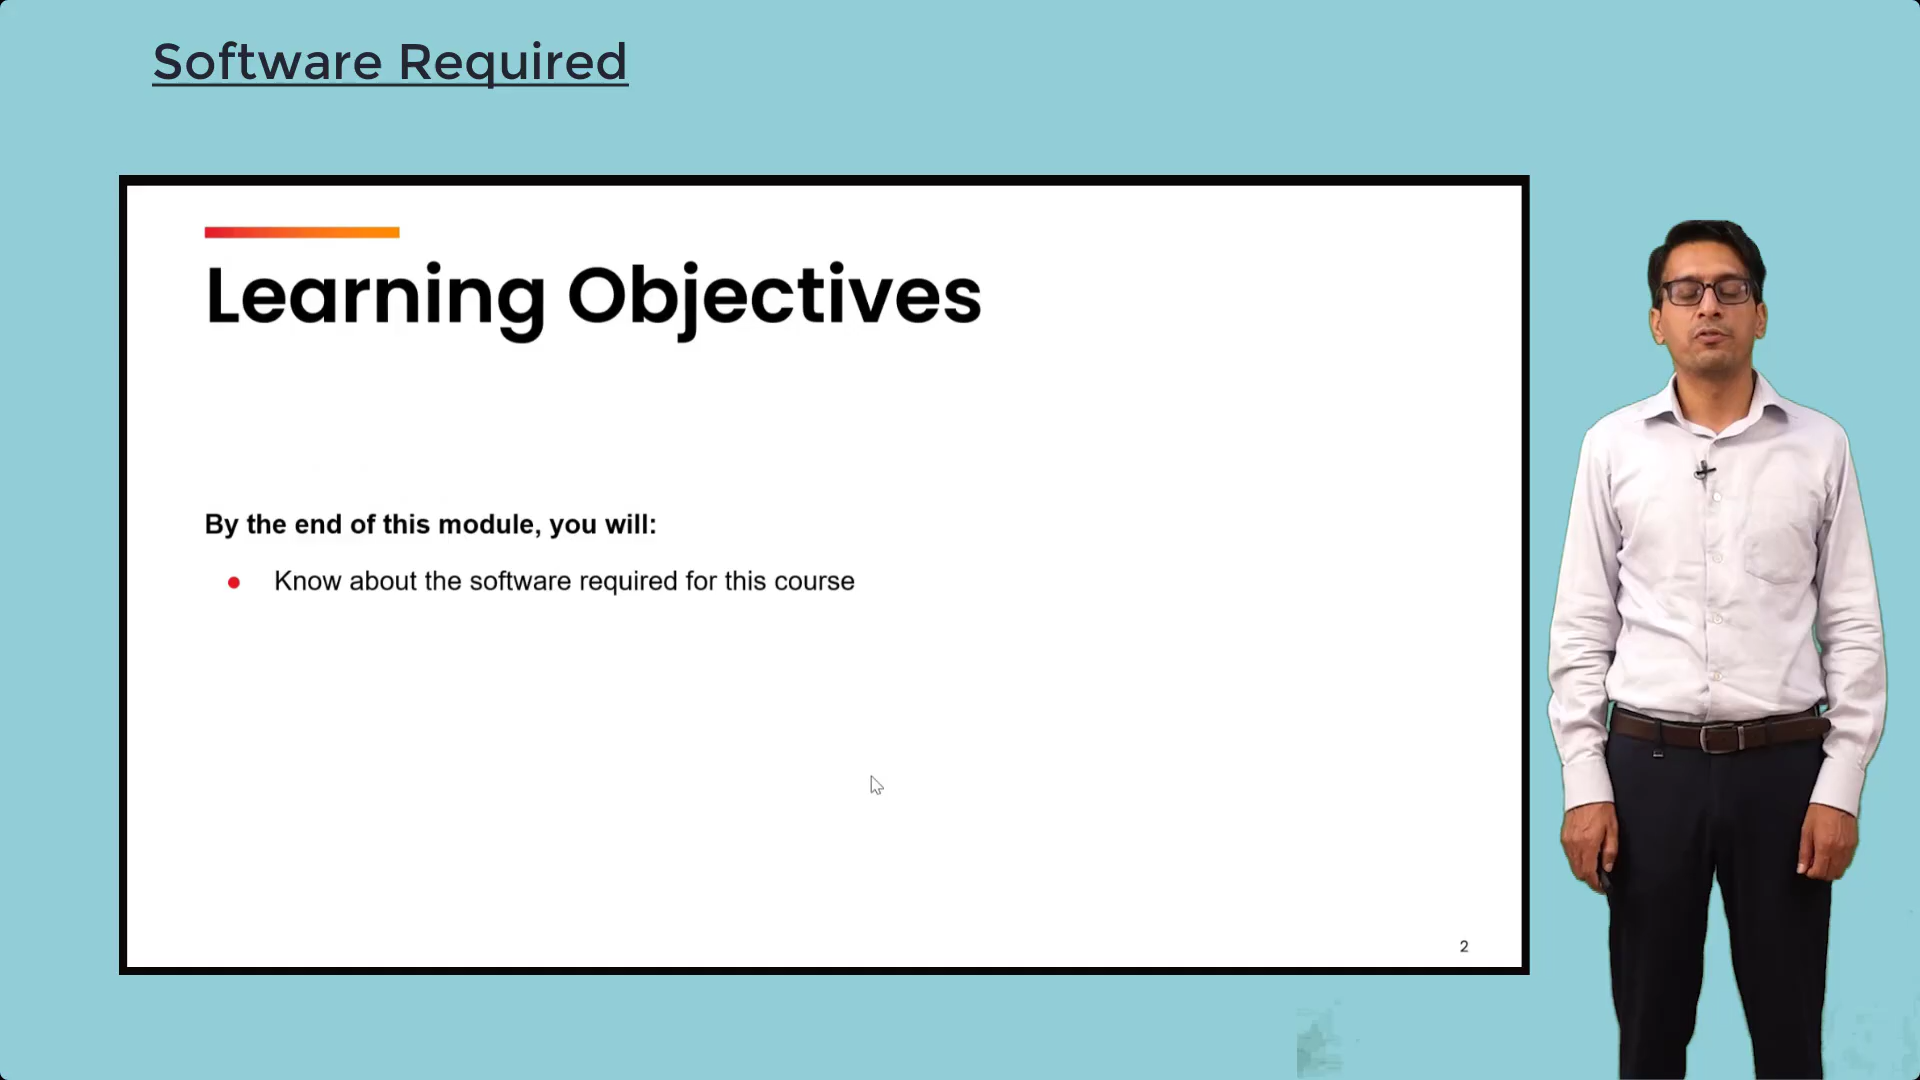 Software Required
Learning Objectives
By the end of this module, you will:
● Know about the software required for this course
2